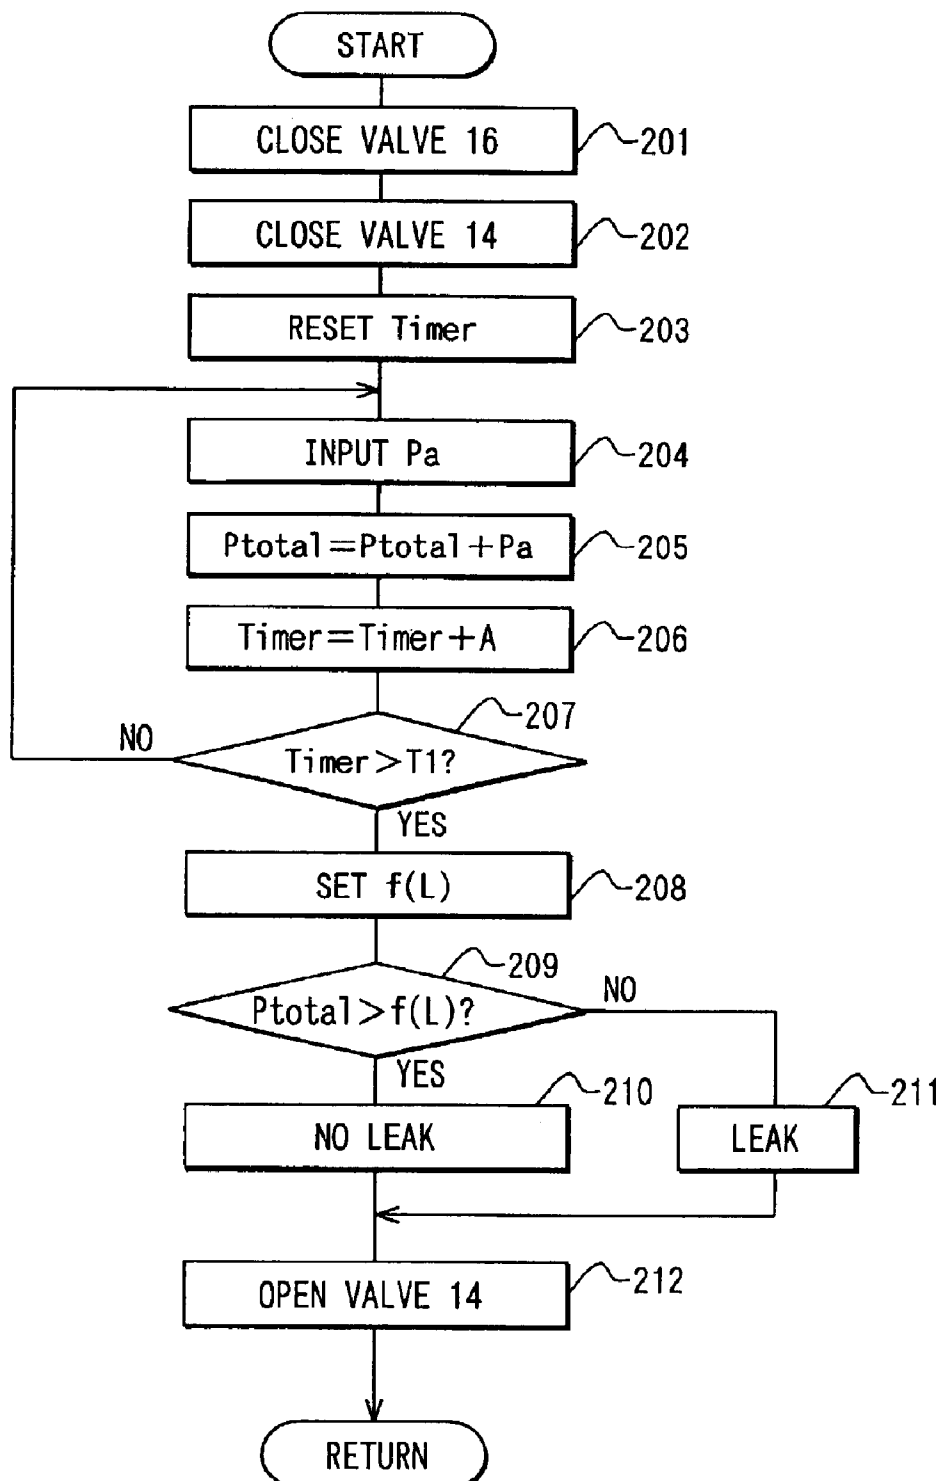 START
CLOSE VALVE 16
201
CLOSE VALVE 14
202
RESET Timer
203
INPUT Pa
204
Ptotal=Ptotal+Pa
205
Timer=Timer+A
206
207
NO
Timer>T1?
YES
SET f(L)
208
209
NO
Ptotal>f(L)?
YES
210
211
NO LEAK
LEAK
OPEN VALVE 14
212
RETURN